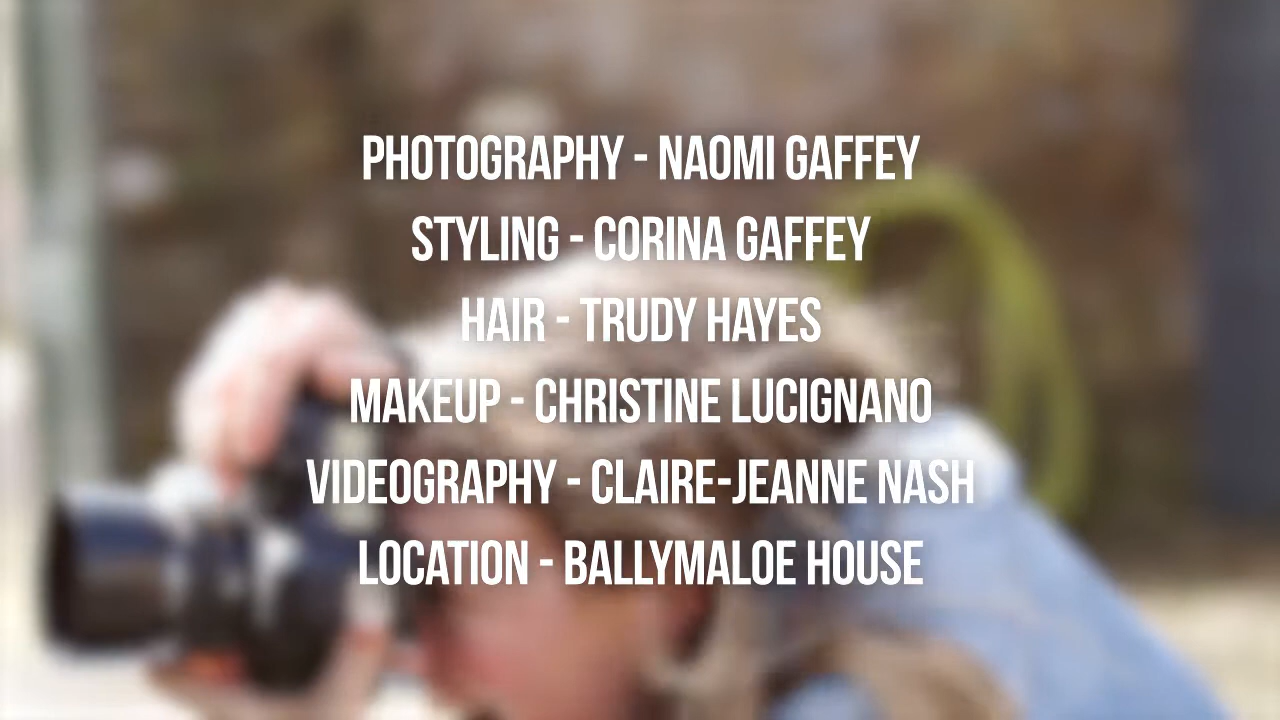 PHOTOGRAPHY - NAOMI GAFFEY
STYLING - CORINA GAFFEY
HAIR - TRUDY HAYES
MAKEUP - CHRISTINE LUCIGNANO
VIDEOGRAPHY - CLAIRE-JEANNE NASH
LOCATION - BALLYMALOE HOUSE